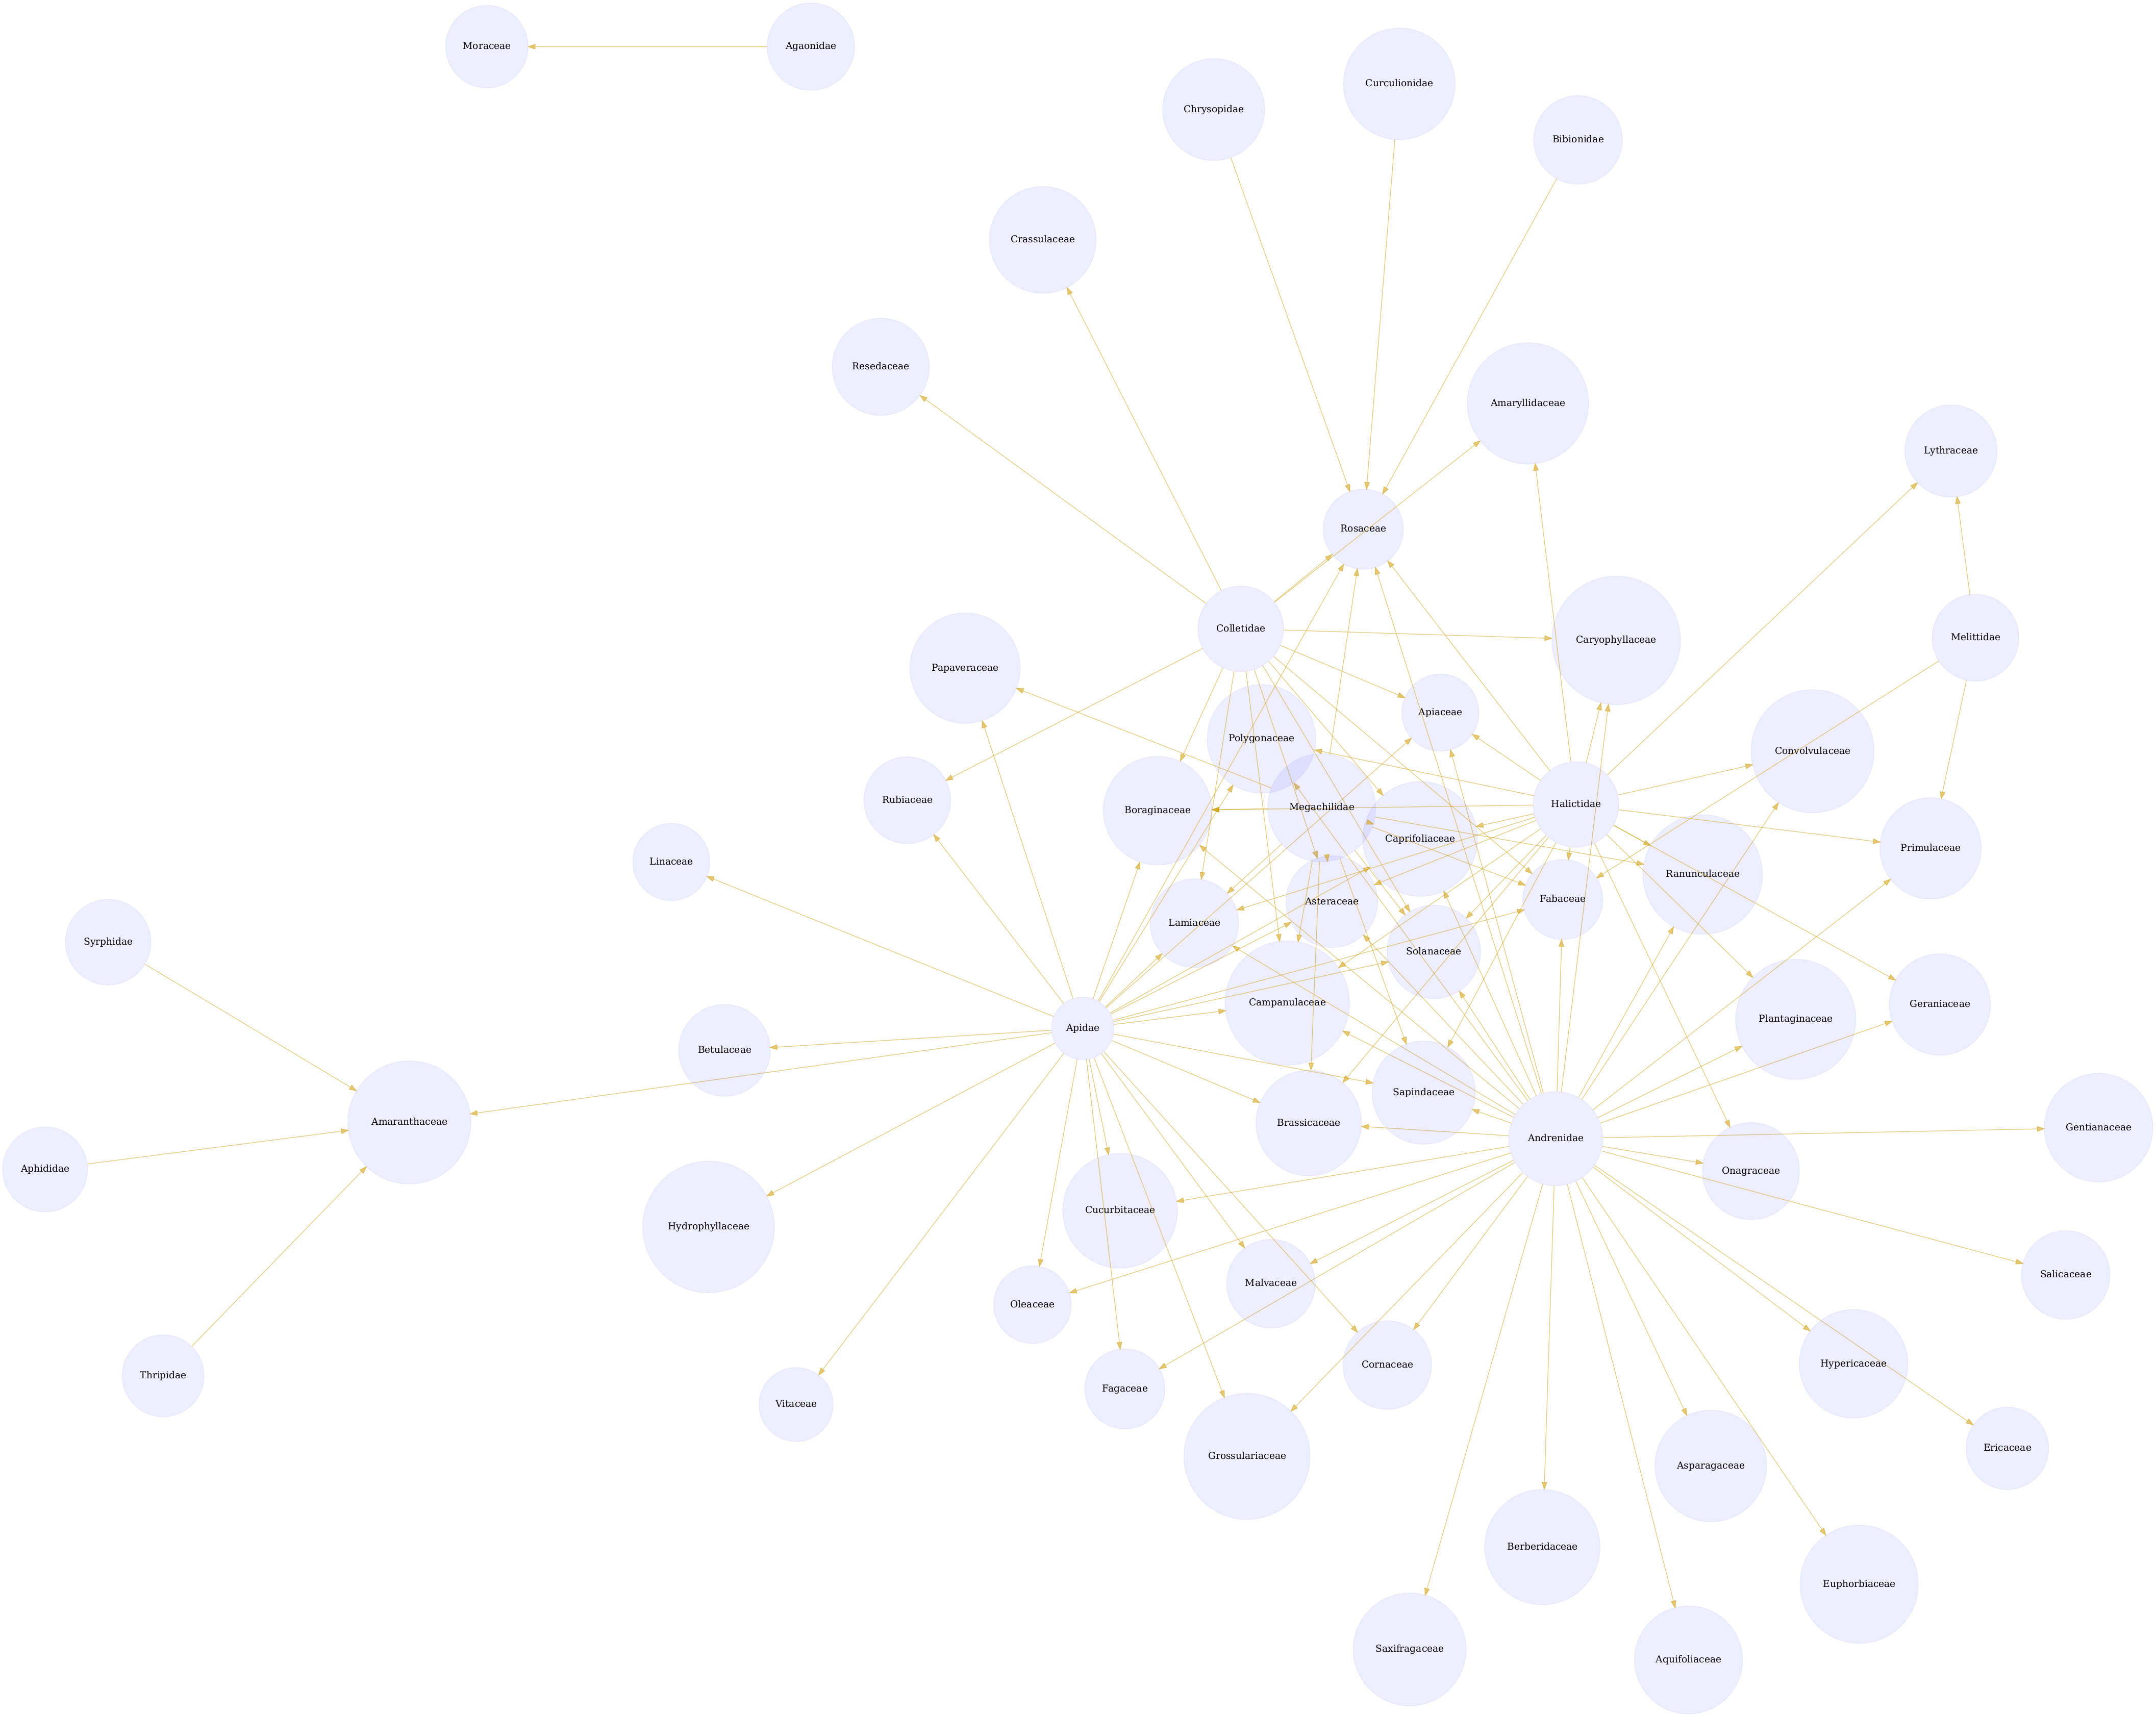 Moraceae
Agaonidae
Curculionidae
Chrysopidae
Bibionidae
Crassulaceae
Resedaceae
Amaryllidaceae
Lythraceae
Rosaceae
Colletidae
Melittidae
Caryophyllaceae
Papaveraceae
Apiaceae
Polygonaceae
Convolvulaceae
Rubiaceae
Halictidae
Megachilidae
Boraginaceae
Caprifoliaceae
Primulaceae
Linaceae
Ranunculaceae
Fabaceae
Asteraceae
Lamiaceae
Syrphidae
Solanaceae
Campanulaceae
Geraniaceae
Plantaginaceae
Apidae
Betulaceae
Sapindaceae
Amaranthaceae
Brassicaceae
Gentianaceae
Andrenidae
Aphididae
Onagraceae
Cucurbitaceae
Hydrophyllaceae
Salicaceae
Malvaceae
Oleaceae
Hypericaceae
Cornaceae
Thripidae
Fagaceae
Vitaceae
Ericaceae
Grossulariaceae
Asparagaceae
Berberidaceae
Euphorbiaceae
Saxifragaceae
Aquifoliaceae